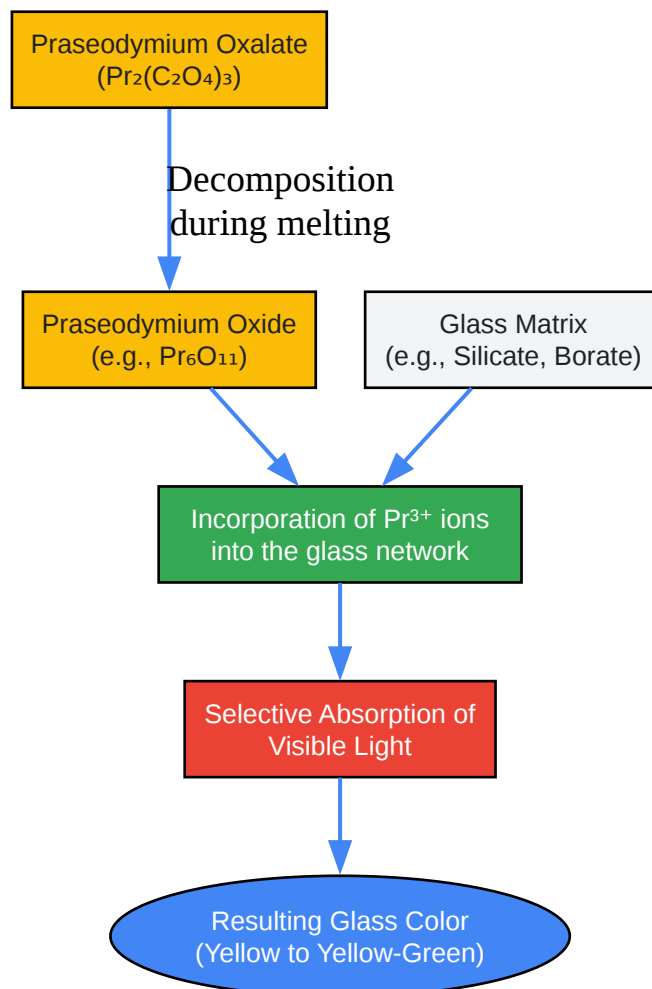 Praseodymium Oxalate
(Pr₂(C₂O₄)₃)
Decomposition
during melting
Praseodymium Oxide
(e.g., Pr₆O₁₁)
Glass Matrix
(e.g., Silicate, Borate)
Incorporation of Pr³⁺ ions
into the glass network
Selective Absorption of
Visible Light
Resulting Glass Color
(Yellow to Yellow-Green)